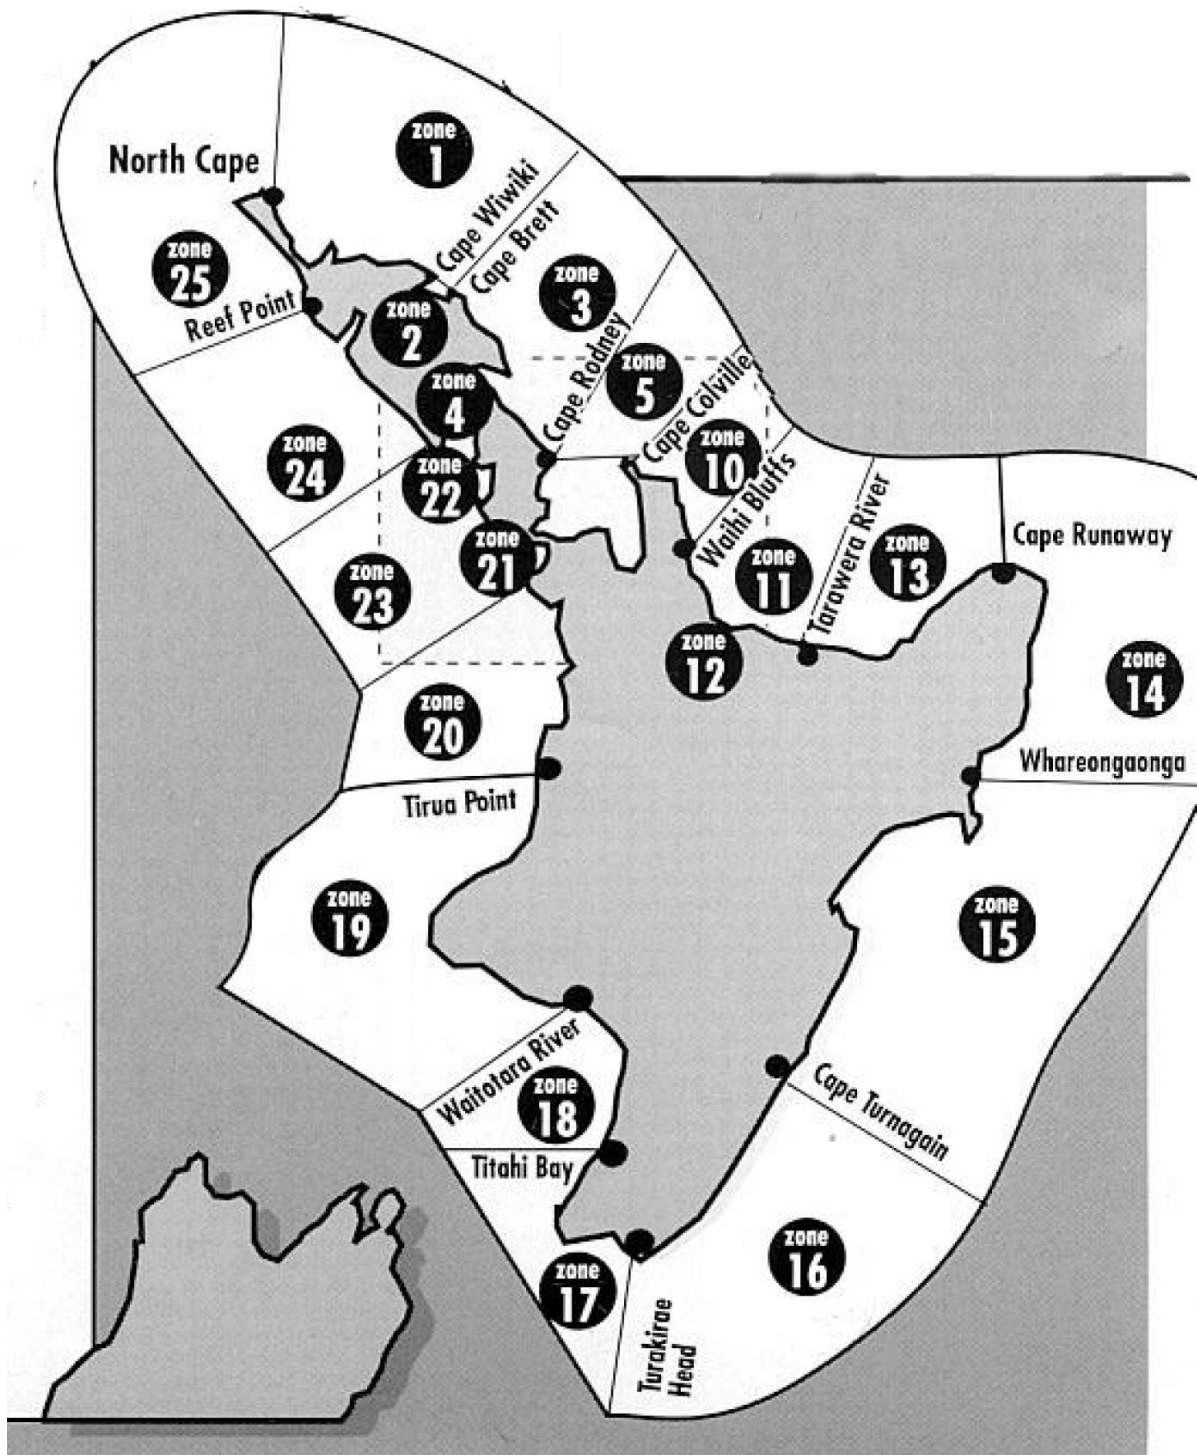 zone
1
North Cape
Cape Wiwiki
Cape Brett
zone
25
zone
3
Reef Point
zone
2
Cape Rodney
zone
5
zone
4
Cape Colville
zone
24
zone
10
zone
22
Waihi Bluffs
Tarawera River
Cape Runaway
zone
21
zone
13
zone
11
zone
23
zone
12
zone
14
zone
20
Whareongaonga
Tirua Point
zone
19
zone
15
Waitotara River
zone
18
Cape Turnagain
Titahi Bay
zone
16
zone
17
Turakirae
Head